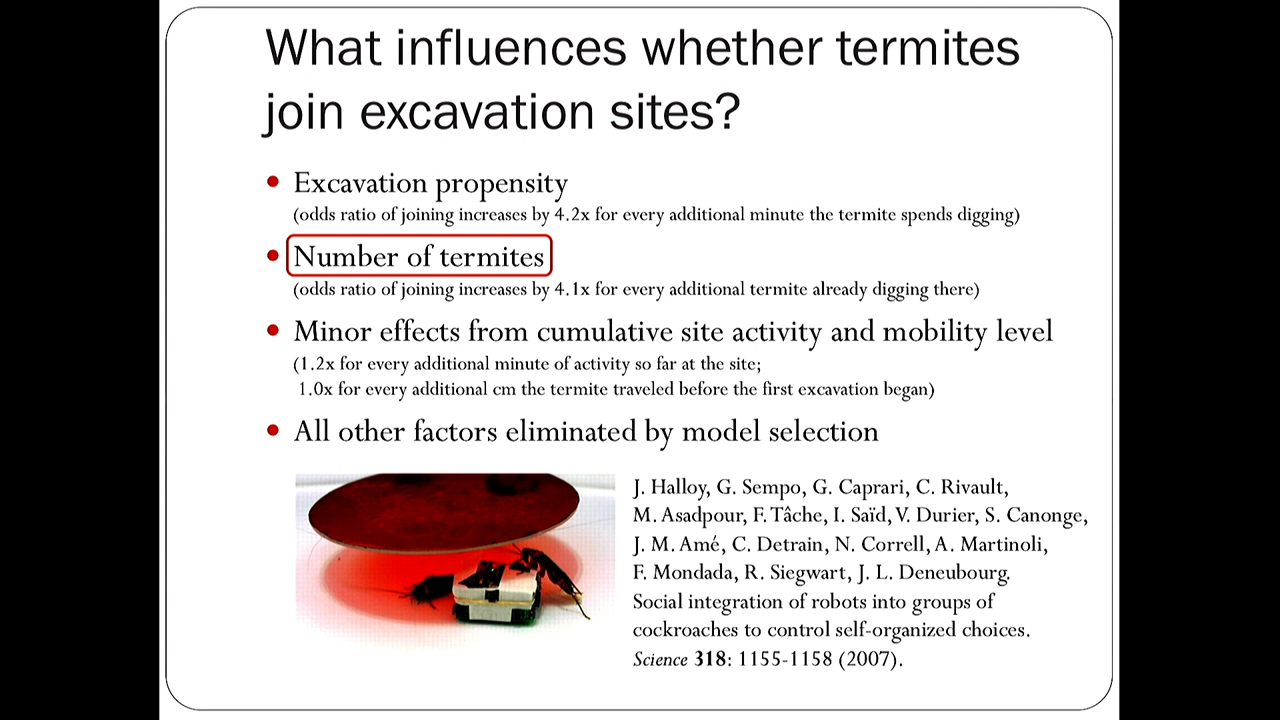 What influences whether termites
join excavation sites?
• Excavation propensity
(odds ratio of joining increases by 4.2x for every additional minute the termite spends digging)
• Number of termites
(odds ratio of joining increases by 4.1x for every additional termite already digging there)
• Minor effects from cumulative site activity and mobility level
(1.2x for every additional minute of activity so far at the site;
1.0x for every additional cm the termite traveled before the first excavation began)
• All other factors eliminated by model selection
J. Halloy, G. Sempo, G. Caprari, C. Rivault,
M. Asadpour, F. Tâche, I. Saïd, V. Durier, S. Canonge,
J. M. Amé, C. Detrain, N. Correll, A. Martinoli,
F. Mondada, R. Siegwart, J. L. Deneubourg.
Social integration of robots into groups of
cockroaches to control self-organized choices.
Science 318: 1155-1158 (2007).